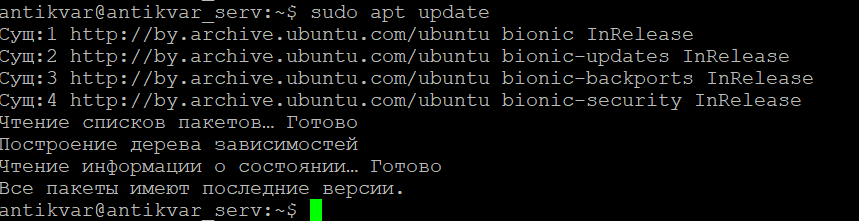 antikvar@antikvar_serv:~$ sudo apt update
Сущ:1 http://by.archive.ubuntu.com/ubuntu bionic InRelease
Сущ:2 http://by.archive.ubuntu.com/ubuntu bionic-updates InRelease
Сущ:3 http://by.archive.ubuntu.com/ubuntu bionic-backports InRelease
Сущ:4 http://by.archive.ubuntu.com/ubuntu bionic-security InRelease
Чтение списков пакетов… Готово
Построение дерева зависимостей
Чтение информации о состоянии… Готово
Все пакеты имеют последние версии.
antikvar@antikvar_serv:~$